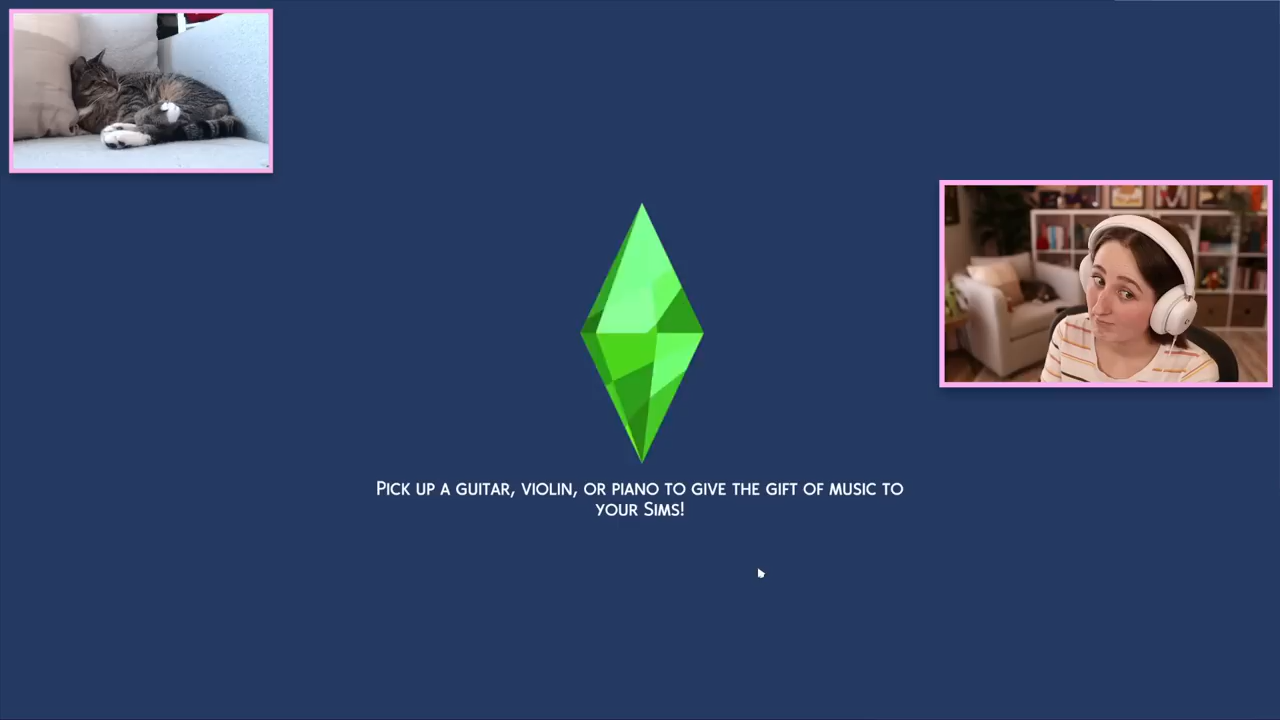 Pick up a guitar, violin, or piano to give the gift of music to
your Sims!